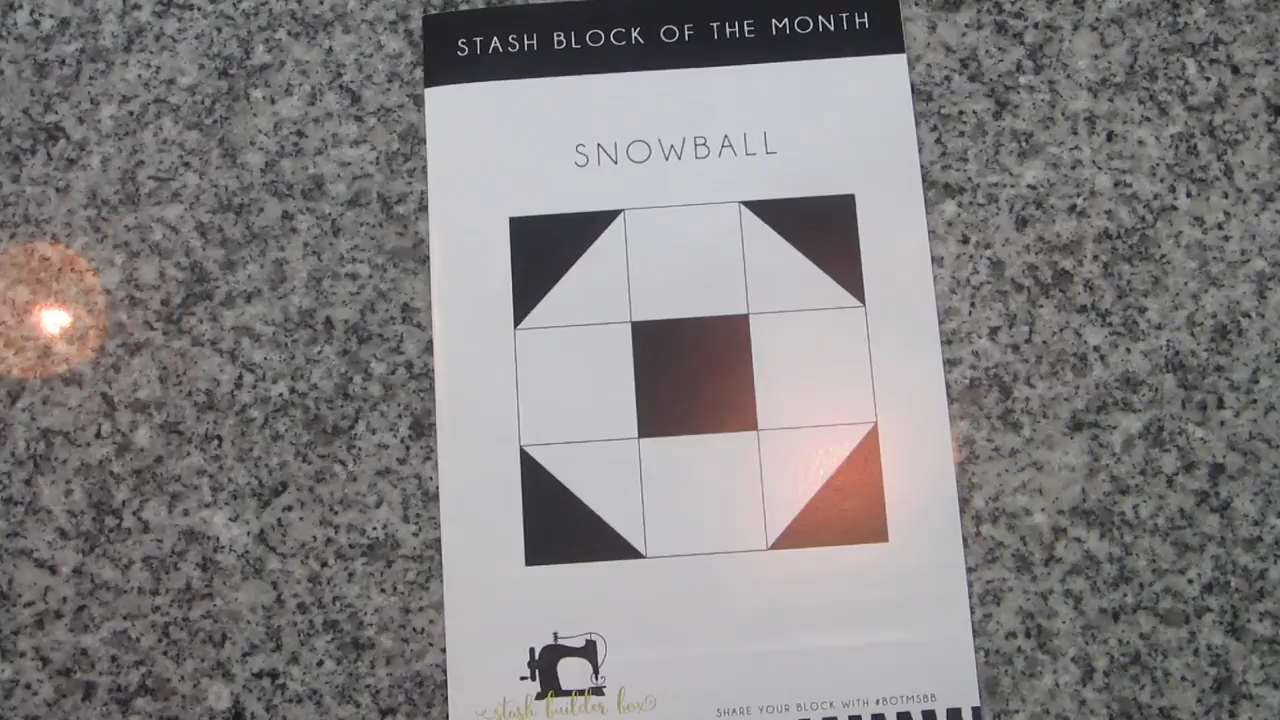 STASH BLOCK OF THE MONTH
SNOWBALL
stash builder box
SHARE YOUR BLOCK WITH #BOTMSBB